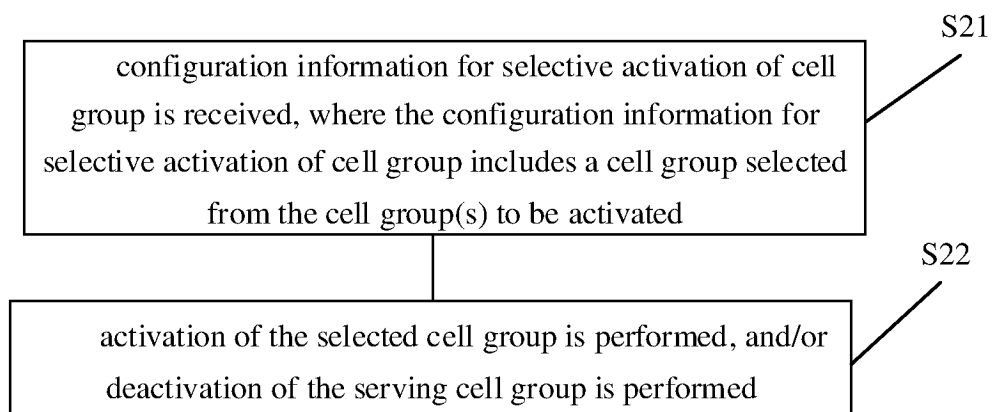 S21
configuration information for selective activation of cell
group is received, where the configuration information for
selective activation of cell group includes a cell group selected
from the cell group(s) to be activated
S22
activation of the selected cell group is performed, and/or
deactivation of the serving cell group is performed